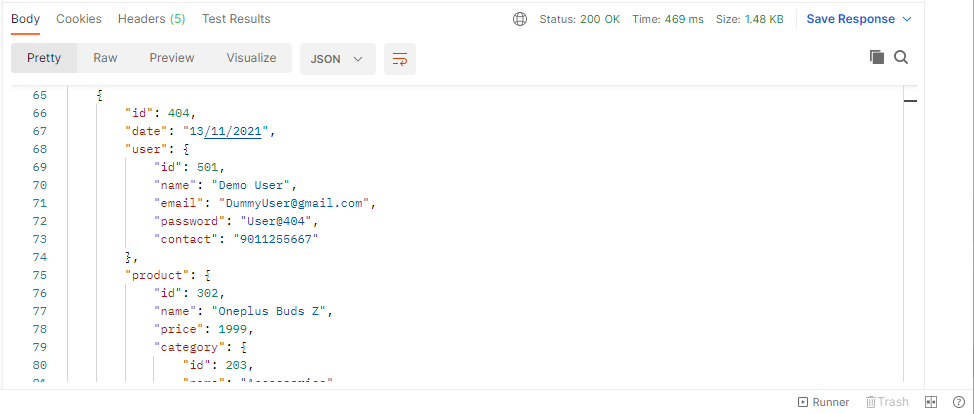 Body Cookies Headers (5) Test Results Status: 200 OK Time: 469 ms Size: 1.48 KB Save Response
Pretty Raw Preview Visualize JSON
65 {
66 "id": 404,
67 "date": "13/11/2021",
68 "user": {
69 "id": 501,
70 "name": "Demo User",
71 "email": "DummyUser@gmail.com",
72 "password": "User@404",
73 "contact": "9011255667"
74 },
75 "product": {
76 "id": 302,
77 "name": "Oneplus Buds Z",
78 "price": 1999,
79 "category": {
80 "id": 203,
Runner Trash